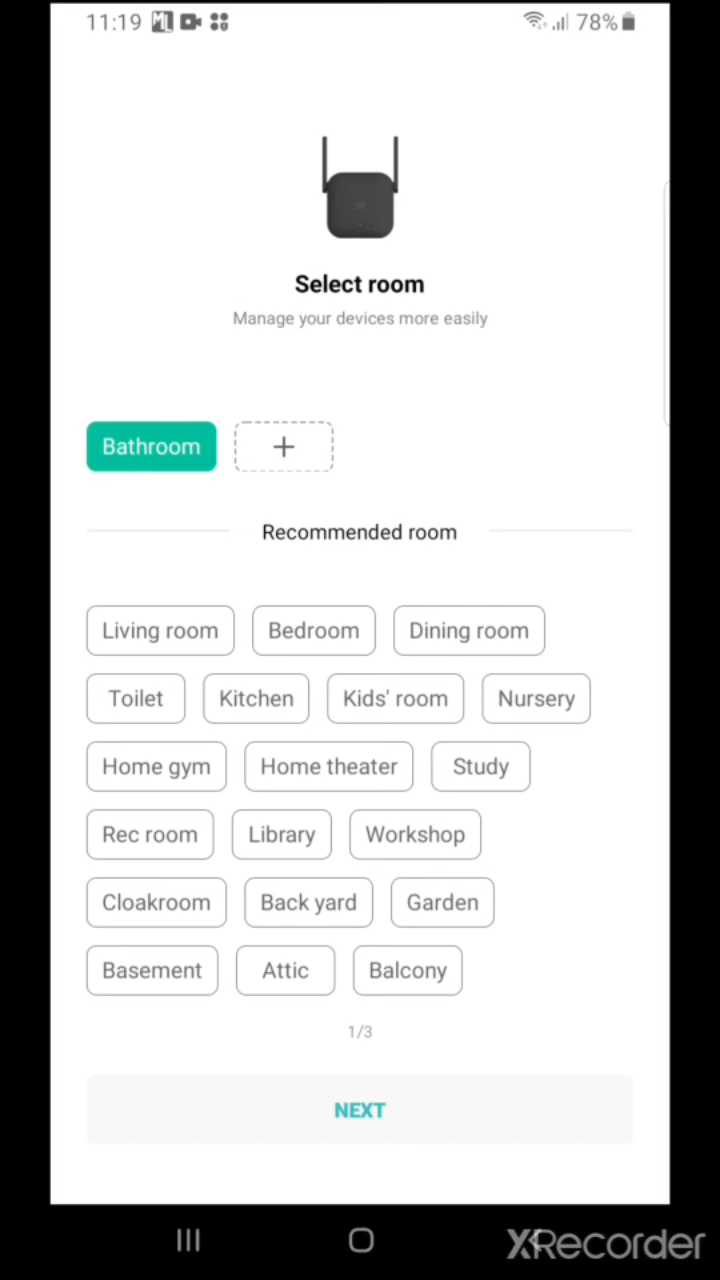 11:19 78%
Select room
Manage your devices more easily
Bathroom +
Recommended room
Living room Bedroom Dining room
Toilet Kitchen Kids' room Nursery
Home gym Home theater Study
Rec room Library Workshop
Cloakroom Back yard Garden
Basement Attic Balcony
1/3
NEXT
XRecorder